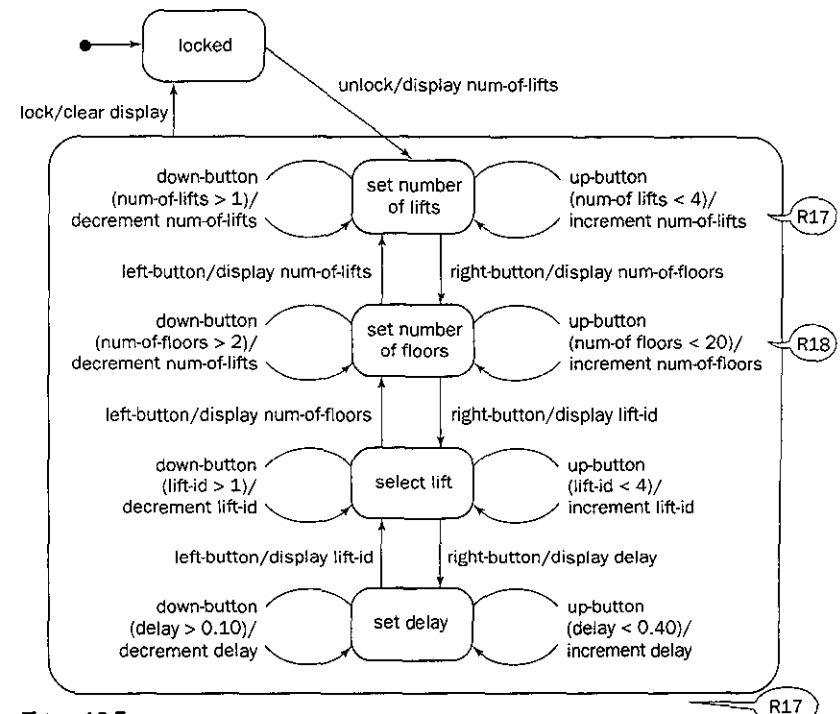 locked
unlock/display num-of-lifts
lock/clear display
down-button
(num-of-lifts > 1)/
decrement num-of-lifts
set number
of lifts
up-button
(num-of lifts < 4)/
increment num-of-lifts
R17
left-button/display num-of-lifts
right-button/display num-of-floors
down-button
(num-of-floors > 2)/
decrement num-of-lifts
set number
of floors
up-button
(num-of floors < 20)/
increment num-of-floors
R18
left-button/display num-of-floors
right-button/display lift-id
down-button
(lift-id > 1)/
decrement lift-id
select lift
up-button
(lift-id < 4)/
increment lift-id
left-button/display lift-id
right-button/display delay
down-button
(delay > 0.10)/
decrement delay
set delay
up-button
(delay < 0.40)/
increment delay
R17